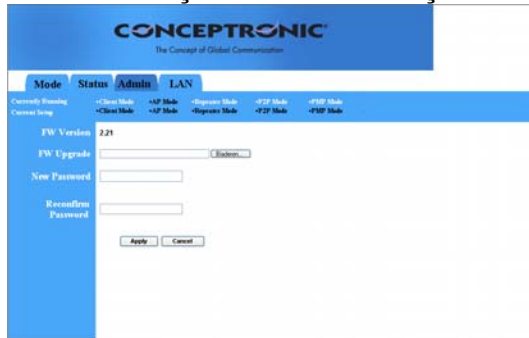 CONCEPTRONIC
The Concept of Global Communication
Mode Status Admin LAN
Currently Running •Client Mode •AP Mode •Repeater Mode •P2P Mode •PMP Mode
Current Setup •Client Mode •AP Mode •Repeater Mode •P2P Mode •PMP Mode
FW Version 2.21
FW Upgrade
New Password
Reconfirm
Password
Apply Cancel